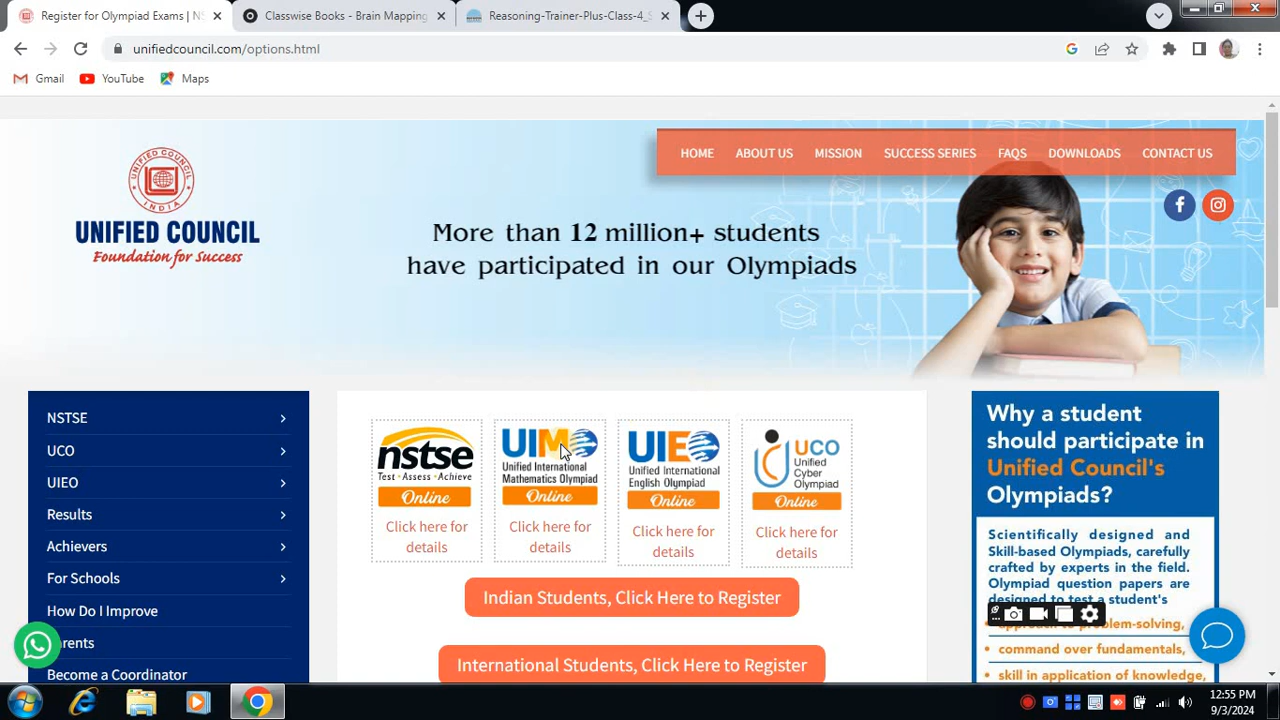 Register for Olympiad Exams | NS
Classwise Books - Brain Mapping
Reasoning-Trainer-Plus-Class-4_S
unifiedcouncil.com/options.html
Gmail
YouTube
Maps
HOME
ABOUT US
MISSION
SUCCESS SERIES
FAQS
DOWNLOADS
CONTACT US
UNIFIED COUNCIL
INDIA
UNIFIED COUNCIL
Foundation for Success
More than 12 million+ students
have participated in our Olympiads
NSTSE
UCO
UIEO
Results
Achievers
For Schools
How Do I Improve
rents
Become a Coordinator
nstse
Test · Assess · Achieve
Online
Click here for
details
UIMO
Unified International
Mathematics Olympiad
Online
Click here for
details
UIEO
Unified International
English Olympiad
Online
Click here for
details
UCO
Unified
Cyber
Olympiad
Online
Click here for
details
Indian Students, Click Here to Register
International Students, Click Here to Register
Why a student
should participate in
Unified Council's
Olympiads?
Scientifically designed and
Skill-based Olympiads, carefully
crafted by experts in the field.
Olympiad question papers are
designed to test a student's
• approach to problem-solving,
• command over fundamentals,
• skill in application of knowledge,
12:55 PM
9/3/2024